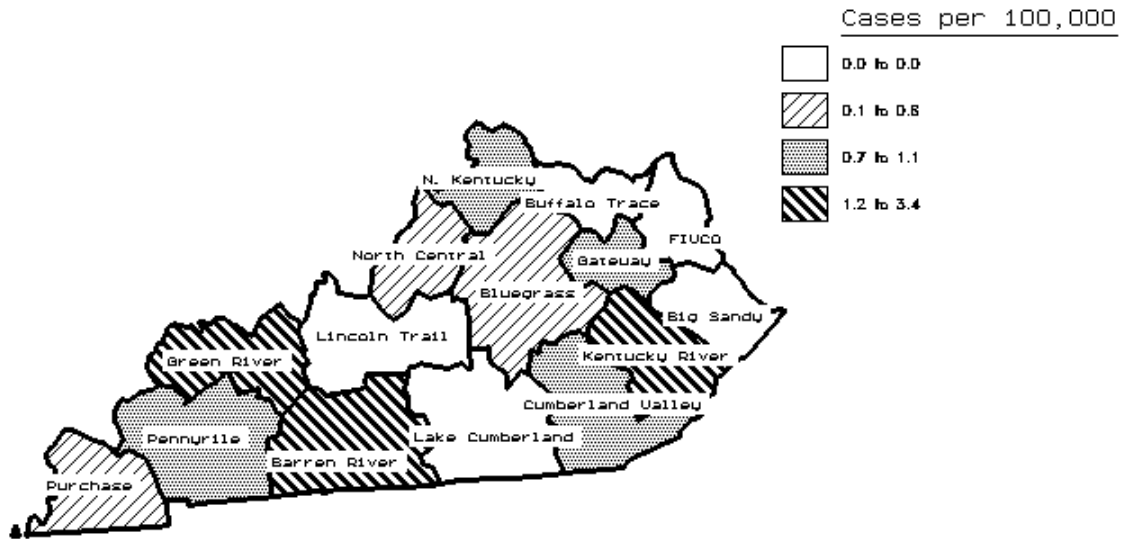 Cases per 100,000
0.0 to 0.0
0.1 to 0.6
0.7 to 1.1
1.2 to 3.4
N. Kentucky
Buffalo Trace
FIVCO
North Central
Gateway
Bluegrass
Big Sandy
Lincoln Trail
Green River
Kentucky River
Cumberland Valley
Pennyrile
Lake Cumberland
Barren River
Purchase